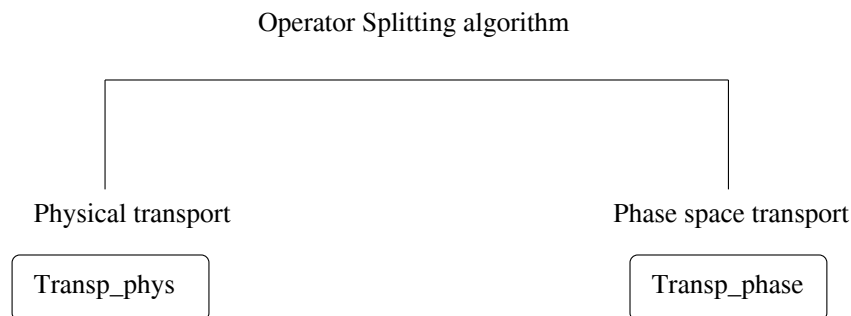 Operator Splitting algorithm
Physical transport
Phase space transport
Transp_phys
Transp_phase